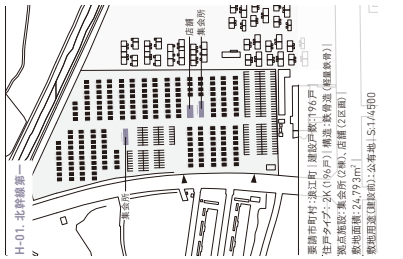 H-01. 北幹線第一
店舗
集会所
集会所
要請市町村：浪江町｜建設戸数：196戸｜
住戸タイプ：2K（196戸）｜構造：鉄骨造（軽量鉄骨）｜
拠点施設：集会所（2棟）、店舗（2区画）｜
敷地面積：24,793m²｜
敷地用途（建設前）：公有地｜S:1/4500